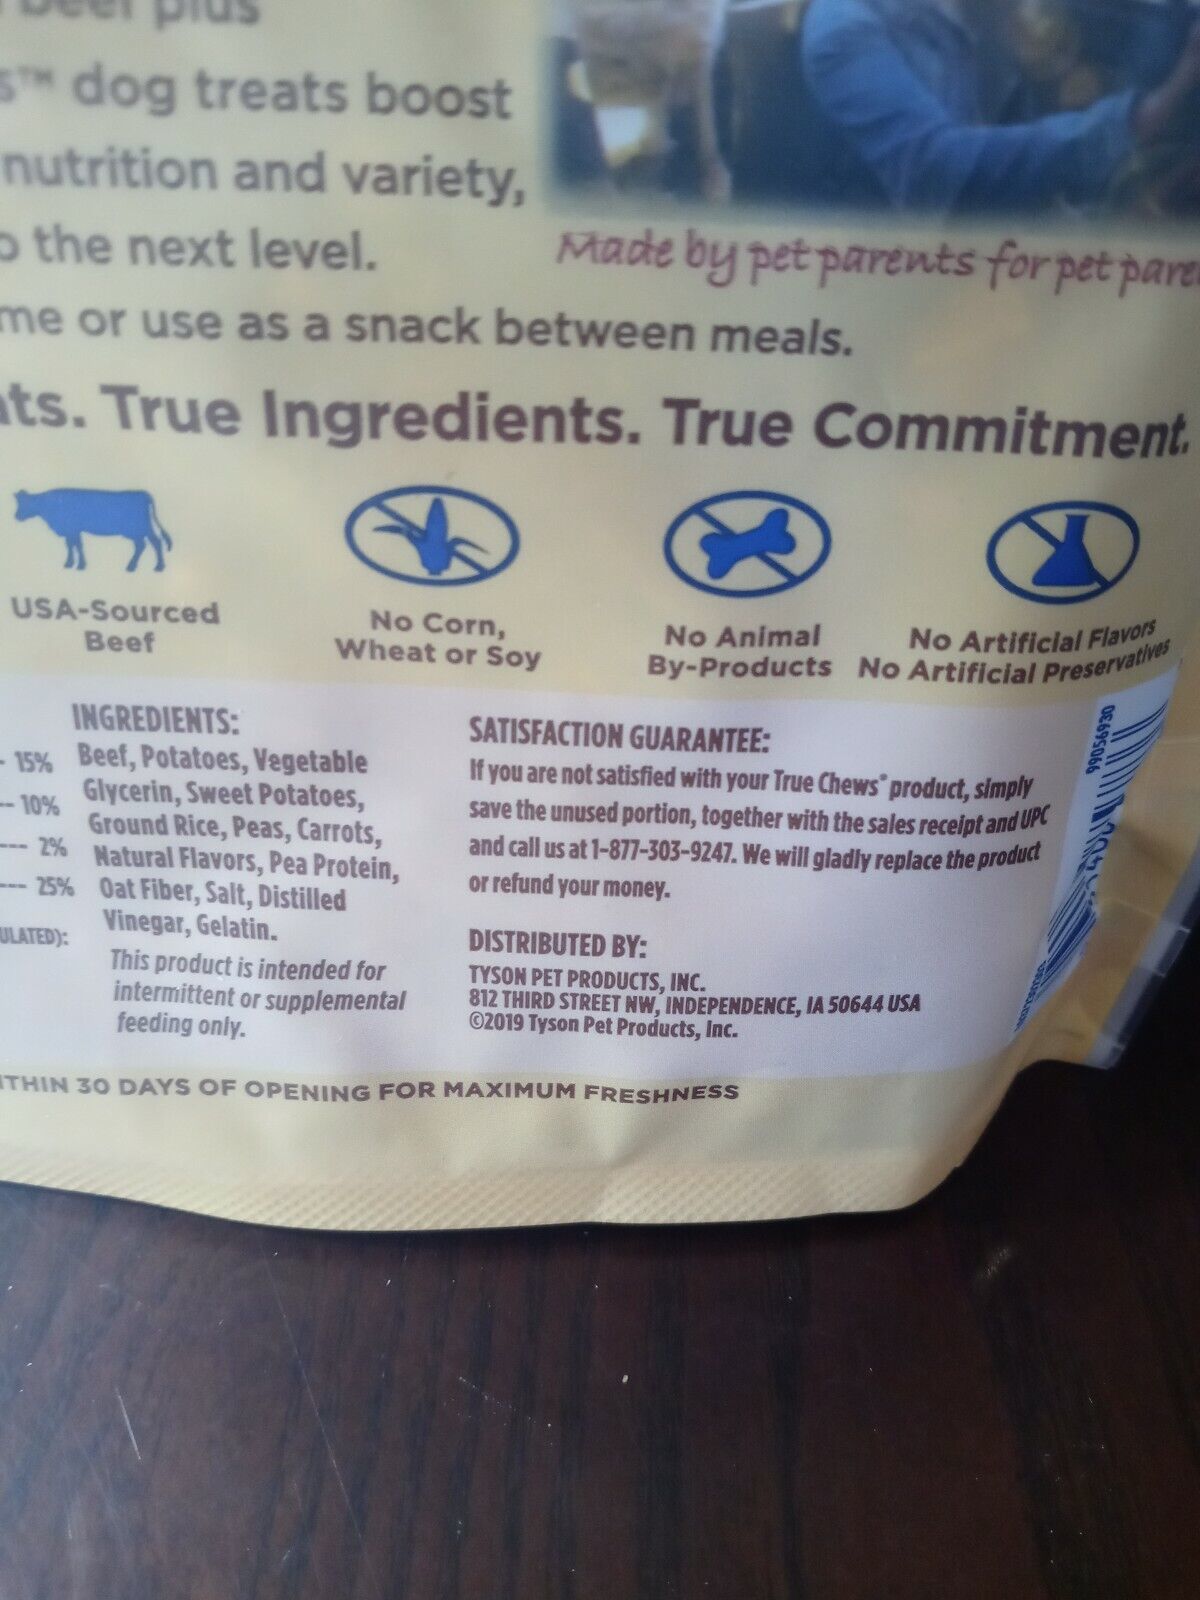 beef plus
s™ dog treats boost
nutrition and variety,
o the next level.
Made by pet parents for pet pare
me or use as a snack between meals.
ats. True Ingredients. True Commitment.
USA-Sourced
Beef
No Corn,
Wheat or Soy
No Animal
By-Products
No Artificial Flavors
No Artificial Preservatives
- 15%
-- 10%
--- 2%
--- 25%
ULATED):
INGREDIENTS:
Beef, Potatoes, Vegetable
Glycerin, Sweet Potatoes,
Ground Rice, Peas, Carrots,
Natural Flavors, Pea Protein,
Oat Fiber, Salt, Distilled
Vinegar, Gelatin.
This product is intended for
intermittent or supplemental
feeding only.
SATISFACTION GUARANTEE:
If you are not satisfied with your True Chews® product, simply
save the unused portion, together with the sales receipt and UPC
and call us at 1-877-303-9247. We will gladly replace the product
or refund your money.
DISTRIBUTED BY:
TYSON PET PRODUCTS, INC.
812 THIRD STREET NW, INDEPENDENCE, IA 50644 USA
©2019 Tyson Pet Products, Inc.
99056930
ITHIN 30 DAYS OF OPENING FOR MAXIMUM FRESHNESS